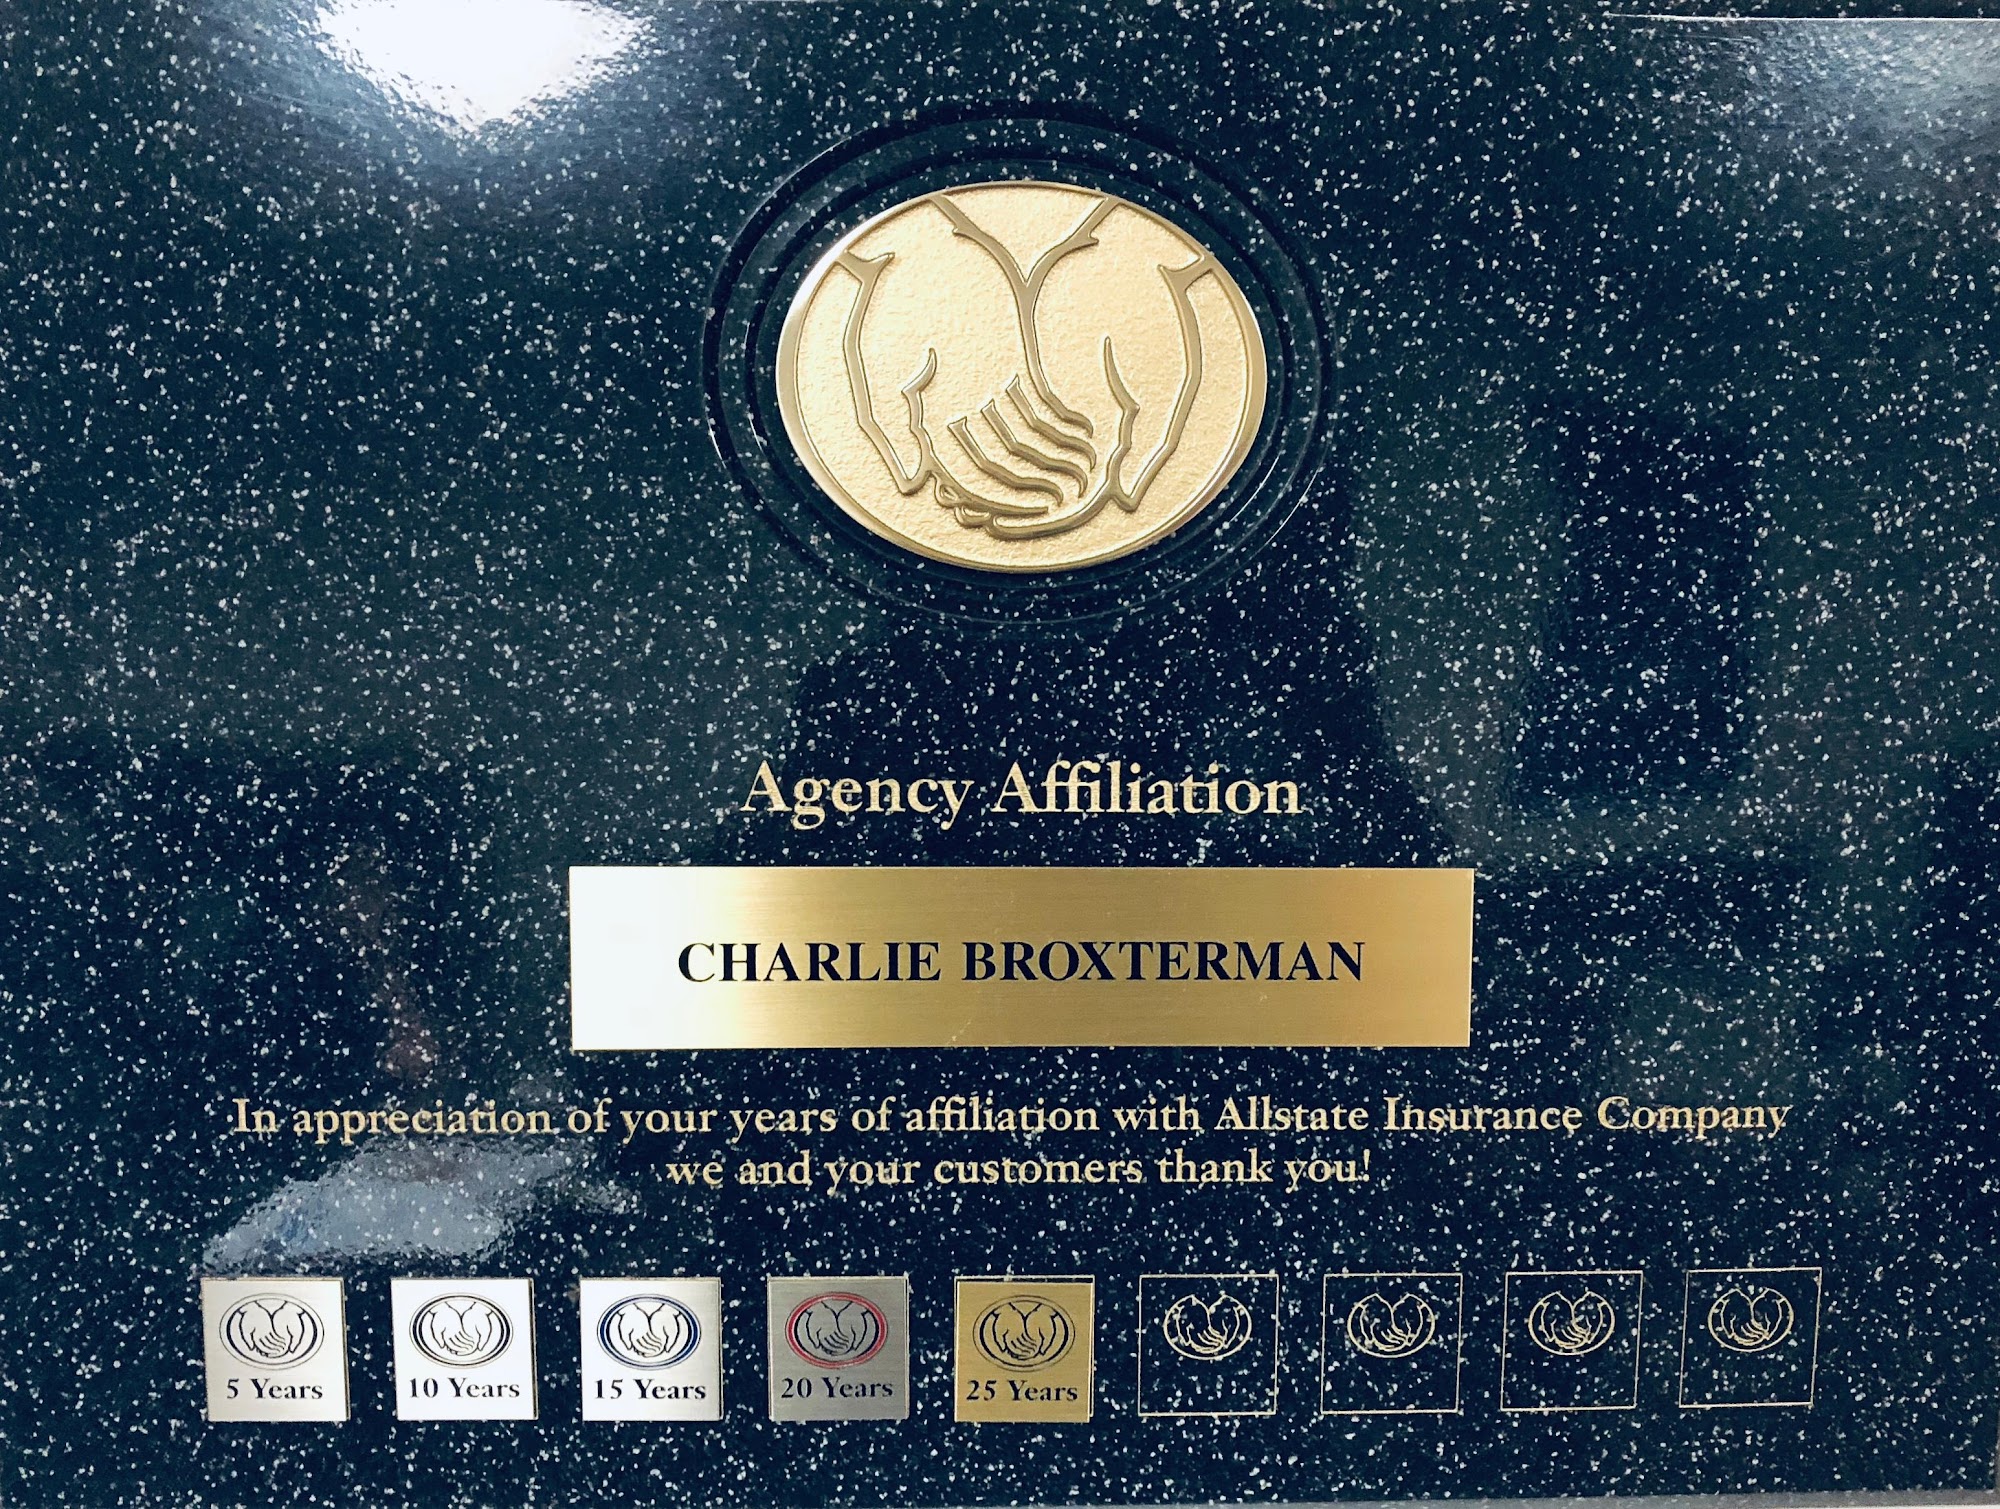 Agency Affiliation
CHARLIE BROXTERMAN
In appreciation of your years of affiliation with Allstate Insurance Company
we and your customers thank you!
5 Years 10 Years 15 Years 20 Years 25 Years